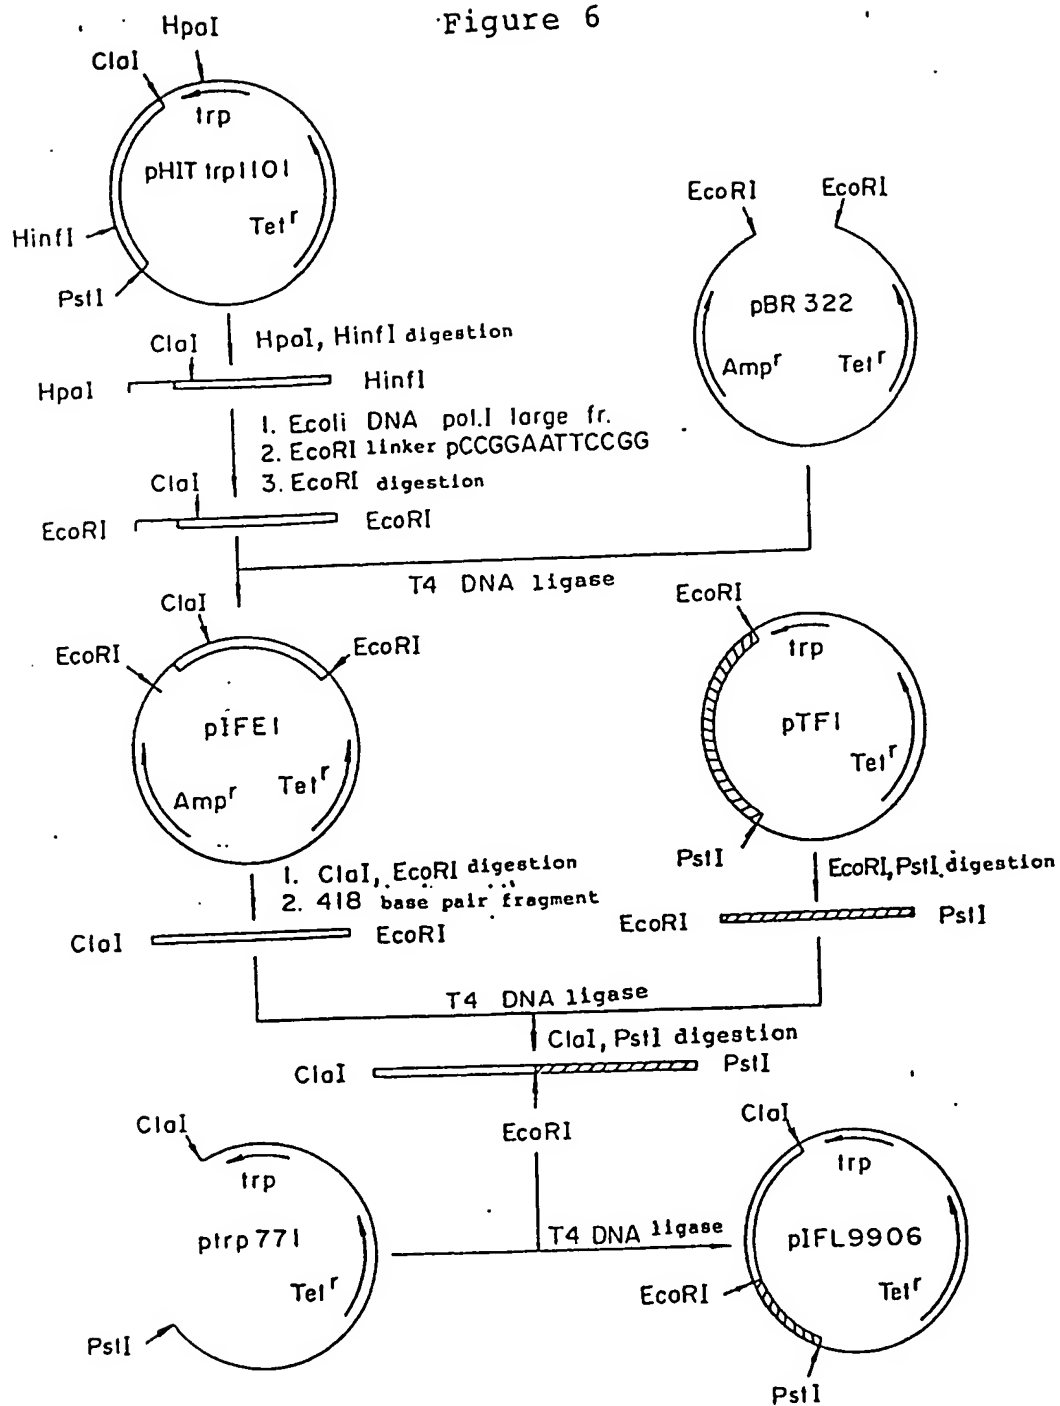 Figure 6
HpaI
ClaI
trp
pHIT trp1101
Tet^r
HinfI
PstI
EcoRI
EcoRI
pBR 322
Amp^r
Tet^r
HpaI, HinfI digestion
ClaI
HpaI
HinfI
1. Ecoli DNA pol.I large fr.
2. EcoRI linker pCCGGAATTCCGG
3. EcoRI digestion
ClaI
EcoRI
EcoRI
T4 DNA ligase
ClaI
EcoRI
EcoRI
pIFE1
Amp^r
Tet^r
EcoRI
trp
pTF1
Tet^r
PstI
1. ClaI, EcoRI digestion
2. 418 base pair fragment
EcoRI, PstI digestion
ClaI
EcoRI
EcoRI
PstI
T4 DNA ligase
ClaI, PstI digestion
ClaI
PstI
EcoRI
ClaI
trp
ptrp 771
Tet^r
PstI
T4 DNA ligase
ClaI
trp
pIFL9906
EcoRI
Tet^r
PstI